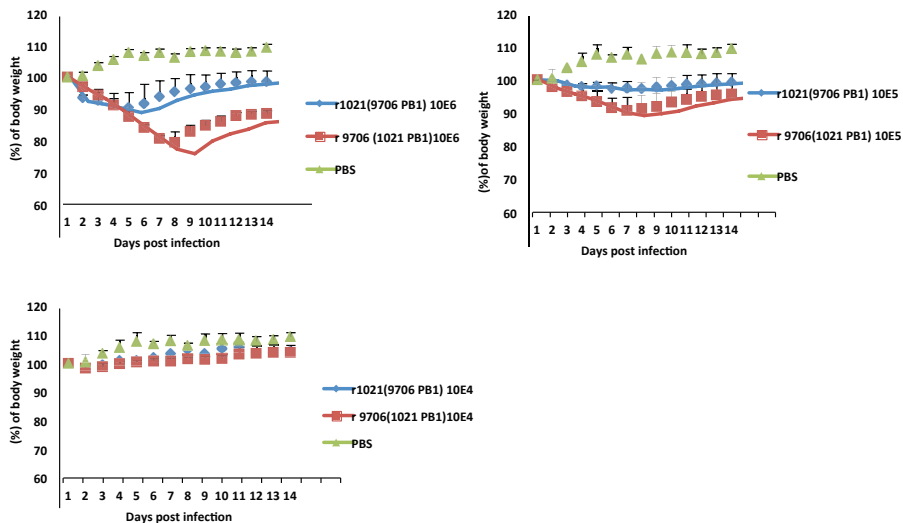 120
110
100
90
80
70
60
(%) of body weight
1 2 3 4 5 6 7 8 9 10 11 12 13 14
Days post infection
r1021(9706 PB1) 10E6
r 9706 (1021 PB1)10E6
PBS
120
110
100
90
80
70
60
(%)of body weight
1 2 3 4 5 6 7 8 9 10 11 12 13 14
Days post infection
r1021(9706 PB1) 10E5
r 9706(1021 PB1) 10E5
PBS
120
110
100
90
80
70
60
(%) of body weight
1 2 3 4 5 6 7 8 9 10 11 12 13 14
Days post infection
r1021(9706 PB1) 10E4
r 9706(1021 PB1)10E4
PBS